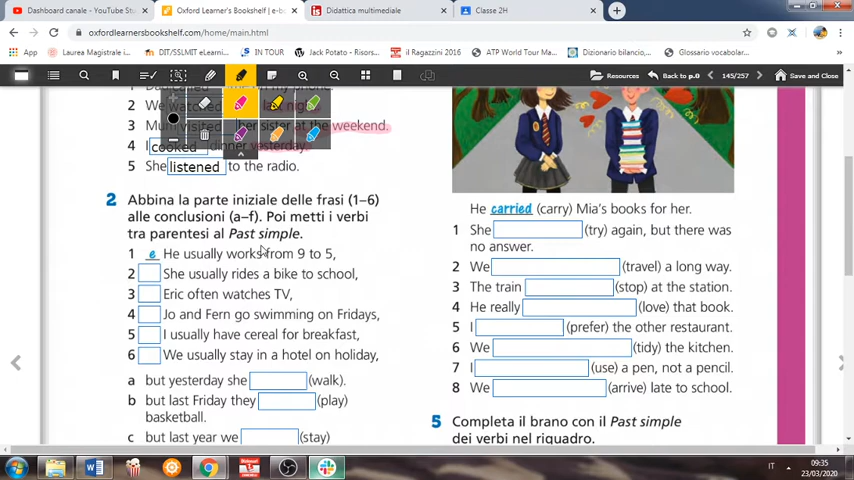 Dashboard canale - YouTube Stu
Oxford Learner's Bookshelf | e-b
Didattica multimediale
Classe 2H
oxfordlearnersbookshelf.com/home/main.html
App
Laurea Magistrale i
DIT/SSLMIT eLearni...
IN TOUR
Jack Potato - Risors...
il Ragazzini 2016
ATP World Tour Ma...
Dizionario bilancio,...
Glossario vocabolar...
Resources
Back to p.0
145/257
Save and Close
2 We watched last night.
3 Mum visited her sister at the weekend.
4 I cooked dinner yesterday.
5 She listened to the radio.
2 Abbina la parte iniziale delle frasi (1–6)
alle conclusioni (a–f). Poi metti i verbi
tra parentesi al Past simple.
1 e He usually works from 9 to 5,
2 She usually rides a bike to school,
3 Eric often watches TV,
4 Jo and Fern go swimming on Fridays,
5 I usually have cereal for breakfast,
6 We usually stay in a hotel on holiday,
a but yesterday she (walk).
b but last Friday they (play)
basketball.
c but last year we (stay)
He carried (carry) Mia's books for her.
1 She (try) again, but there was
no answer.
2 We (travel) a long way.
3 The train (stop) at the station.
4 He really (love) that book.
5 I (prefer) the other restaurant.
6 We (tidy) the kitchen.
7 I (use) a pen, not a pencil.
8 We (arrive) late to school.
5 Completa il brano con il Past simple
dei verbi nel riquadro.
IT
09:35
23/03/2020